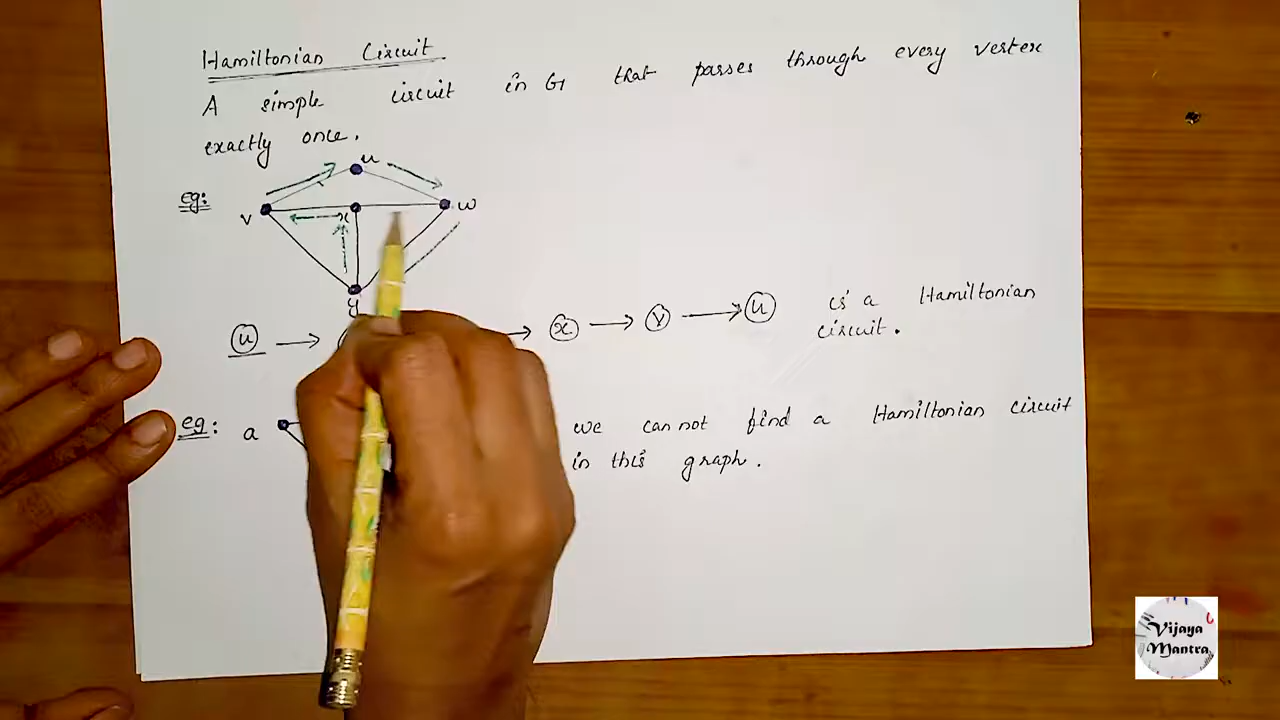 Hamiltonian Circuit
A simple circuit in G that passes through every vertex
exactly once.
eg:
u
v
x
w
y
u → → x → v → u is a Hamiltonian
circuit.
eg: a we can not find a Hamiltonian circuit
in this graph.
Vijaya
Mantra